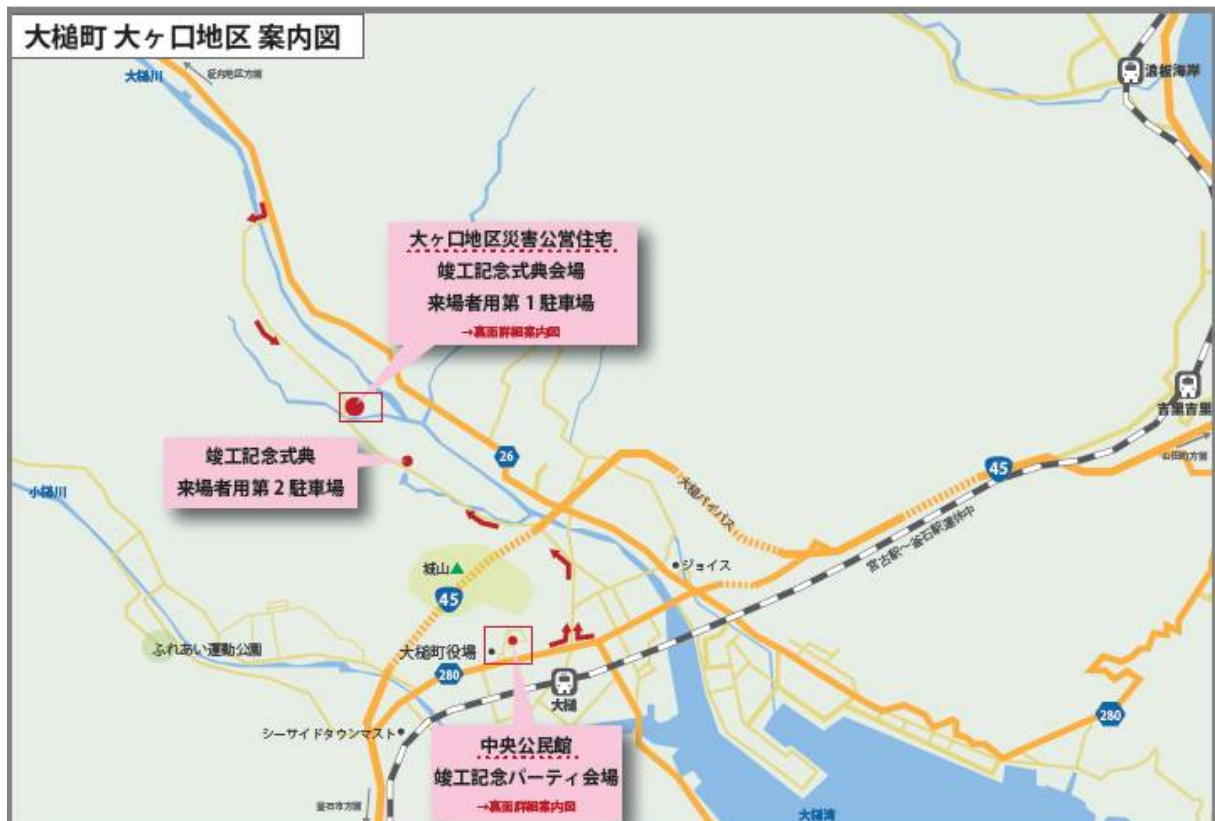 大槌町 大ヶ口地区 案内図
大槌川
浪板海岸
大ヶ口地区災害公営住宅
竣工記念式典会場
来場者用第1駐車場
→裏面詳細案内図
吉里吉里
竣工記念式典
来場者用第2駐車場
26
45
山田町方面
小槌川
大槌バイパス
宮古駅～釜石駅運休中
城山
ジョイス
45
ふれあい運動公園
大槌町役場
280
大槌
280
シーサイドタウンマスト
中央公民館
竣工記念パーティ会場
→裏面詳細案内図
釜石市方面
大槌湾